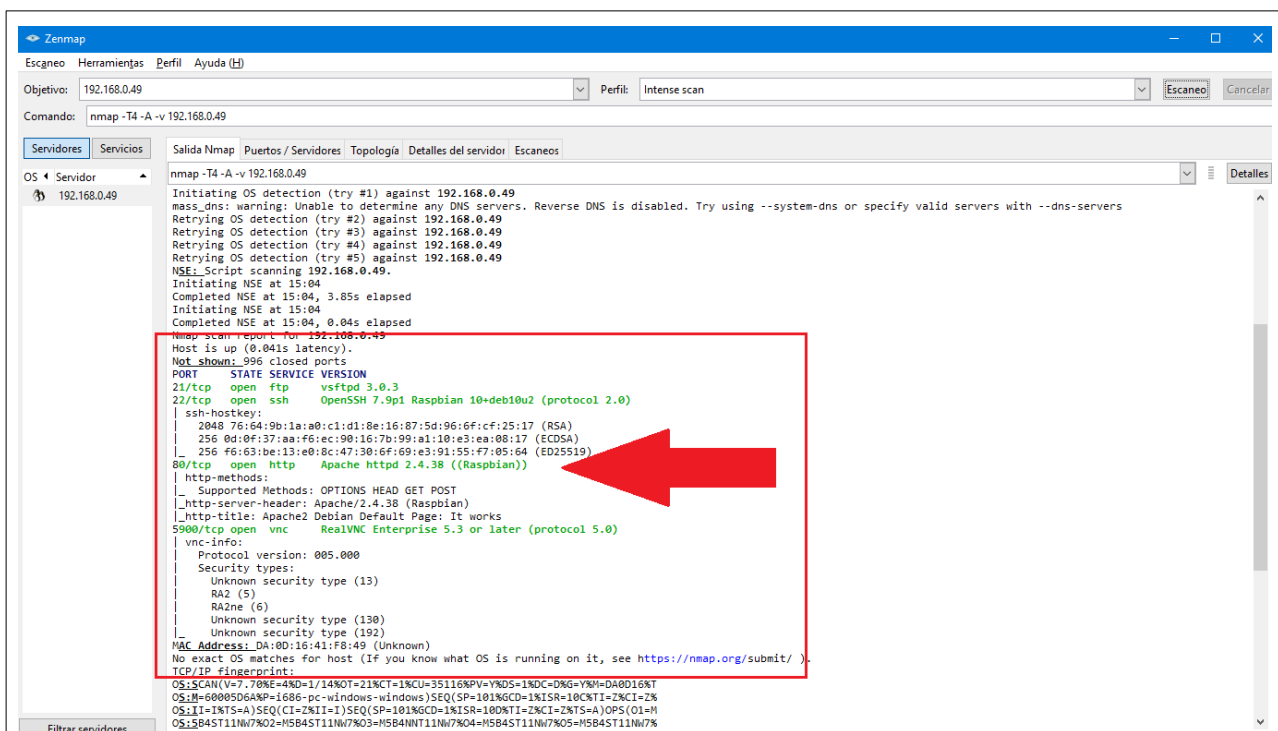 Zenmap
Escaneo Herramientas Perfil Ayuda (H)
Objetivo: 192.168.0.49 Perfil: Intense scan Escaneo Cancelar
Comando: nmap -T4 -A -v 192.168.0.49
Servidores Servicios Salida Nmap Puertos / Servidores Topología Detalles del servidor Escaneos
OS Servidor nmap -T4 -A -v 192.168.0.49 Detalles
192.168.0.49
Initiating OS detection (try #1) against 192.168.0.49
mass_dns: warning: Unable to determine any DNS servers. Reverse DNS is disabled. Try using --system-dns or specify valid servers with --dns-servers
Retrying OS detection (try #2) against 192.168.0.49
Retrying OS detection (try #3) against 192.168.0.49
Retrying OS detection (try #4) against 192.168.0.49
Retrying OS detection (try #5) against 192.168.0.49
NSE: Script scanning 192.168.0.49.
Initiating NSE at 15:04
Completed NSE at 15:04, 3.85s elapsed
Initiating NSE at 15:04
Completed NSE at 15:04, 0.04s elapsed
Nmap scan report for 192.168.0.49
Host is up (0.041s latency).
Not shown: 996 closed ports
PORT STATE SERVICE VERSION
21/tcp open ftp vsftpd 3.0.3
22/tcp open ssh OpenSSH 7.9p1 Raspbian 10+deb10u2 (protocol 2.0)
| ssh-hostkey:
| 2048 76:64:9b:1a:a0:c1:d1:8e:16:87:5d:96:6f:cf:25:17 (RSA)
| 256 0d:0f:37:aa:f6:ec:90:16:7b:99:a1:10:e3:ea:08:17 (ECDSA)
|_ 256 f6:63:be:13:e0:8c:47:30:6f:69:e3:91:55:f7:05:64 (ED25519)
80/tcp open http Apache httpd 2.4.38 ((Raspbian))
| http-methods:
|_ Supported Methods: OPTIONS HEAD GET POST
|_http-server-header: Apache/2.4.38 (Raspbian)
|_http-title: Apache2 Debian Default Page: It works
5900/tcp open vnc RealVNC Enterprise 5.3 or later (protocol 5.0)
| vnc-info:
| Protocol version: 005.000
| Security types:
| Unknown security type (13)
| RA2 (5)
| RA2ne (6)
| Unknown security type (130)
|_ Unknown security type (192)
MAC Address: DA:0D:16:41:F8:49 (Unknown)
No exact OS matches for host (If you know what OS is running on it, see https://nmap.org/submit/ ).
TCP/IP fingerprint:
OS:SCAN(V=7.70%E=4%D=1/14%OT=21%CT=1%CU=35116%PV=Y%DS=1%DC=D%G=Y%M=DA0D16%T
OS:M=60005D6A%P=i686-pc-windows-windows)SEQ(SP=101%GCD=1%ISR=10C%TI=Z%CI=Z%
OS:II=I%TS=A)SEQ(CI=Z%II=I)SEQ(SP=101%GCD=1%ISR=10D%TI=Z%CI=Z%TS=A)OPS(O1=M
OS:5B4ST11NW7%O2=M5B4ST11NW7%O3=M5B4NNT11NW7%O4=M5B4ST11NW7%O5=M5B4ST11NW7%
Filtrar servidores